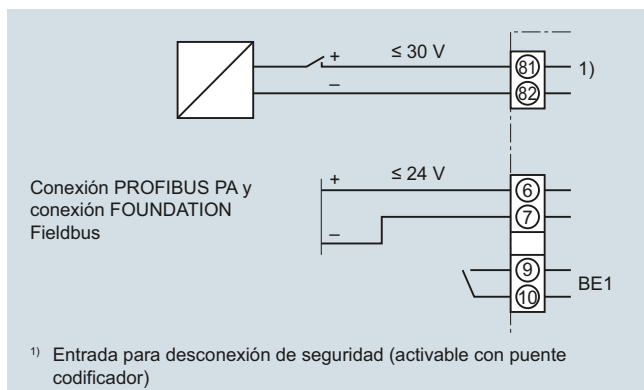 + ≤ 30 V
81 1)
– 82
Conexión PROFIBUS PA y
conexión FOUNDATION
Fieldbus
+ ≤ 24 V
6
– 7
9
10
BE1
1) Entrada para desconexión de seguridad (activable con puente
codificador)